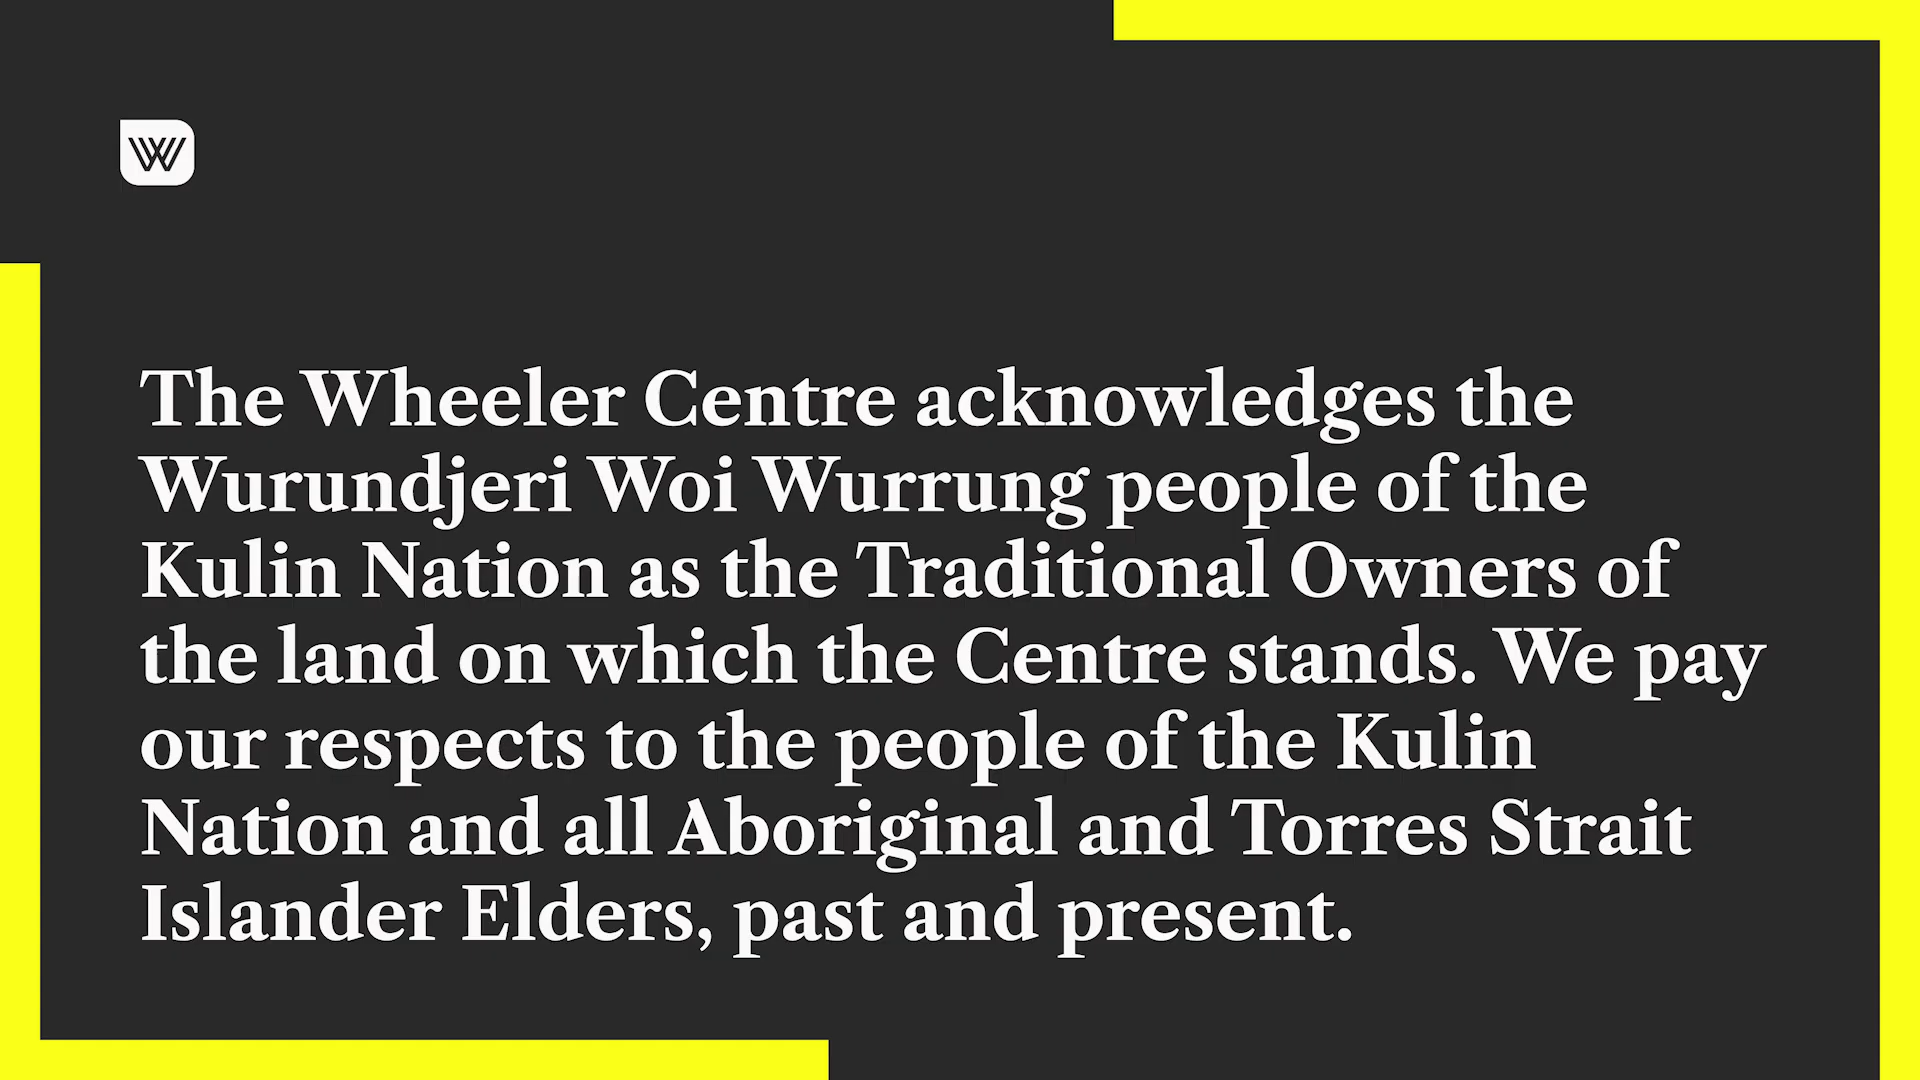 W
The Wheeler Centre acknowledges the
Wurundjeri Woi Wurrung people of the
Kulin Nation as the Traditional Owners of
the land on which the Centre stands. We pay
our respects to the people of the Kulin
Nation and all Aboriginal and Torres Strait
Islander Elders, past and present.